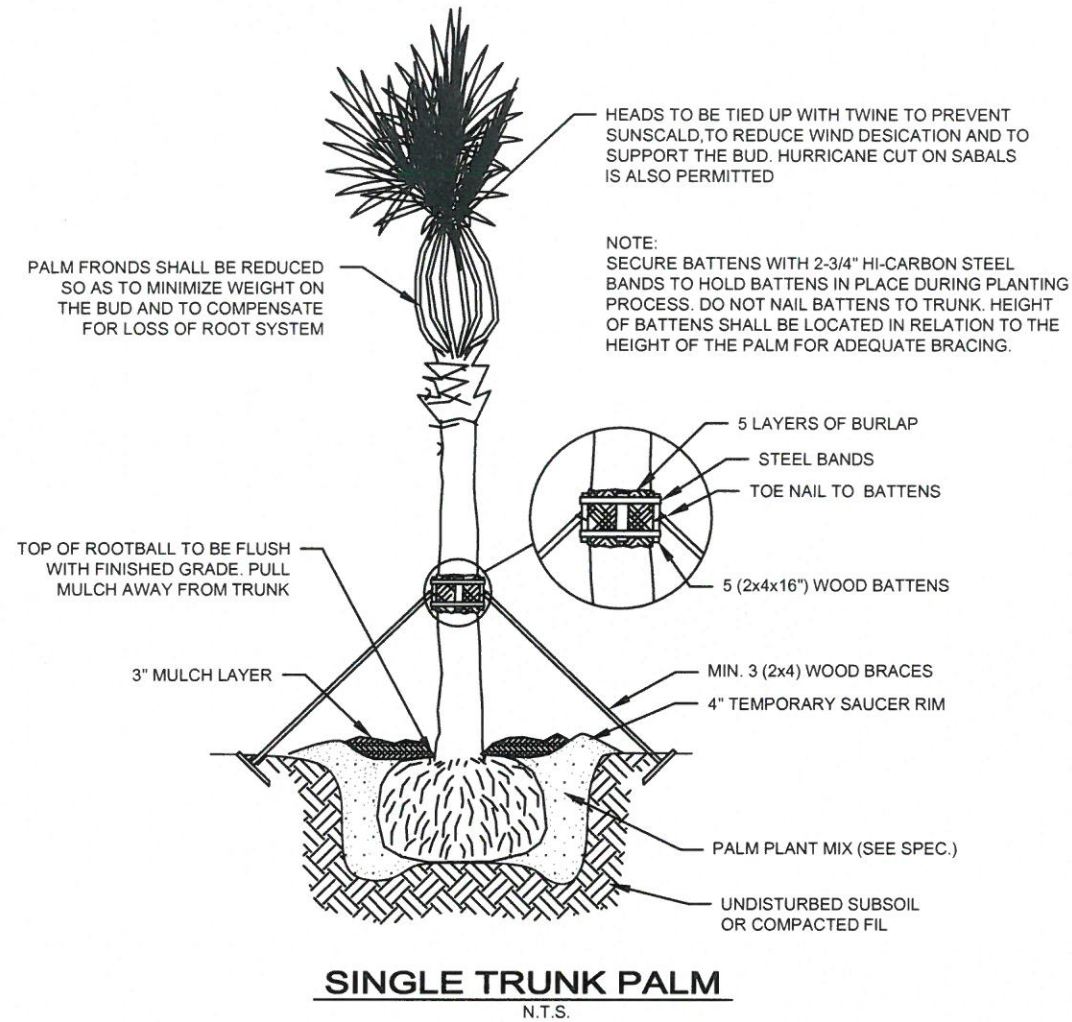 HEADS TO BE TIED UP WITH TWINE TO PREVENT
SUNSCALD,TO REDUCE WIND DESICATION AND TO
SUPPORT THE BUD. HURRICANE CUT ON SABALS
IS ALSO PERMITTED
NOTE:
SECURE BATTENS WITH 2-3/4" HI-CARBON STEEL
BANDS TO HOLD BATTENS IN PLACE DURING PLANTING
PROCESS. DO NOT NAIL BATTENS TO TRUNK. HEIGHT
OF BATTENS SHALL BE LOCATED IN RELATION TO THE
HEIGHT OF THE PALM FOR ADEQUATE BRACING.
PALM FRONDS SHALL BE REDUCED
SO AS TO MINIMIZE WEIGHT ON
THE BUD AND TO COMPENSATE
FOR LOSS OF ROOT SYSTEM
5 LAYERS OF BURLAP
STEEL BANDS
TOE NAIL TO BATTENS
5 (2x4x16") WOOD BATTENS
TOP OF ROOTBALL TO BE FLUSH
WITH FINISHED GRADE. PULL
MULCH AWAY FROM TRUNK
3" MULCH LAYER
MIN. 3 (2x4) WOOD BRACES
4" TEMPORARY SAUCER RIM
PALM PLANT MIX (SEE SPEC.)
UNDISTURBED SUBSOIL
OR COMPACTED FIL
SINGLE TRUNK PALM
N.T.S.